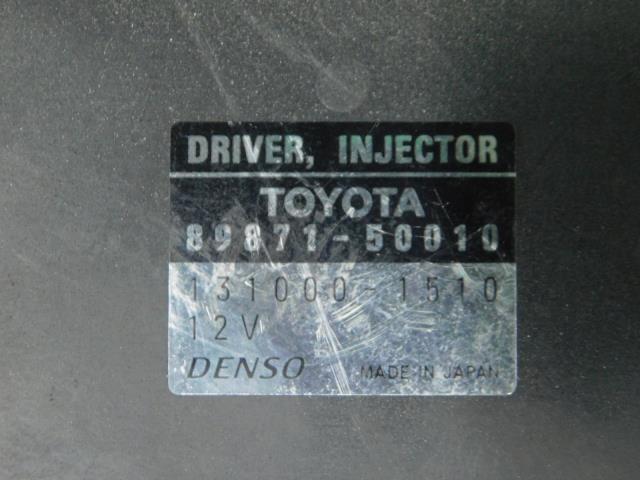 DRIVER, INJECTOR
TOYOTA
89871-50010
131000-1510
12V
DENSO MADE IN JAPAN